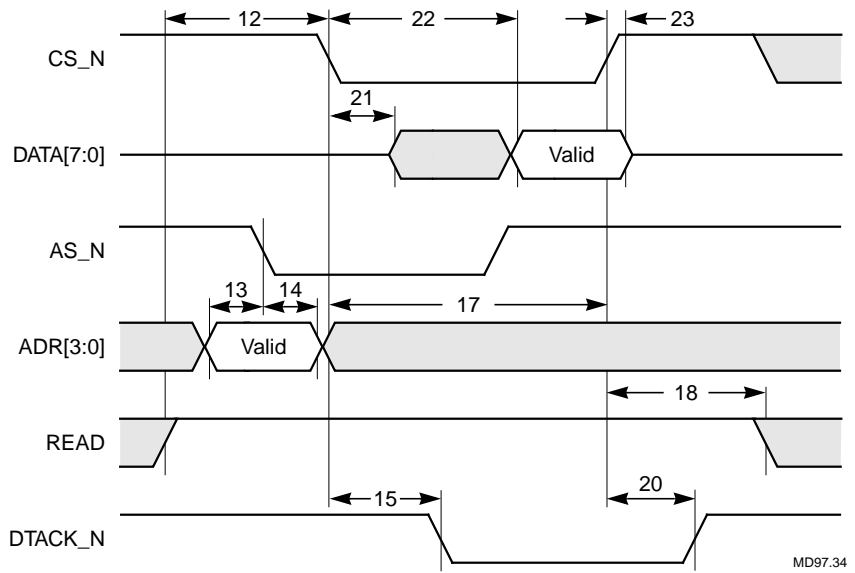 12 22 23
CS_N
21
DATA[7:0] Valid
AS_N
13 14 17
ADR[3:0] Valid
18
READ
15 20
DTACK_N
MD97.34